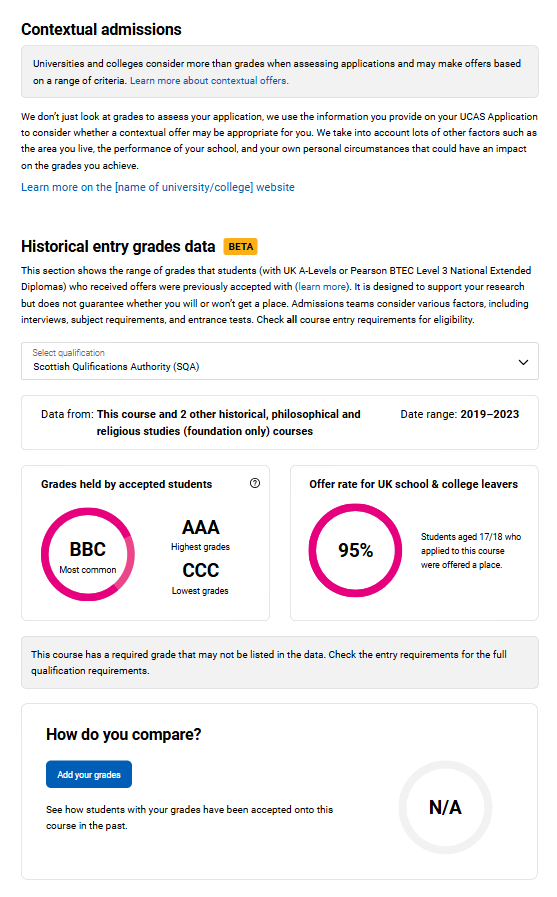 Contextual admissions
Universities and colleges consider more than grades when assessing applications and may make offers based
on a range of criteria. Learn more about contextual offers.
We don't just look at grades to assess your application, we use the information you provide on your UCAS Application
to consider whether a contextual offer may be appropriate for you. We take into account lots of other factors such as
the area you live, the performance of your school, and your own personal circumstances that could have an impact
on the grades you achieve.
Learn more on the [name of university/college] website
Historical entry grades data BETA
This section shows the range of grades that students (with UK A-Levels or Pearson BTEC Level 3 National Extended
Diplomas) who received offers were previously accepted with (learn more). It is designed to support your research
but does not guarantee whether you will or won't get a place. Admissions teams consider various factors, including
interviews, subject requirements, and entrance tests. Check all course entry requirements for eligibility.
Select qualification
Scottish Qulifications Authority (SQA)
Data from: This course and 2 other historical, philosophical and
religious studies (foundation only) courses
Date range: 2019–2023
Grades held by accepted students
BBC
Most common
AAA
Highest grades
CCC
Lowest grades
Offer rate for UK school & college leavers
95%
Students aged 17/18 who
applied to this course
were offered a place.
This course has a required grade that may not be listed in the data. Check the entry requirements for the full
qualification requirements.
How do you compare?
Add your grades
See how students with your grades have been accepted onto this
course in the past.
N/A